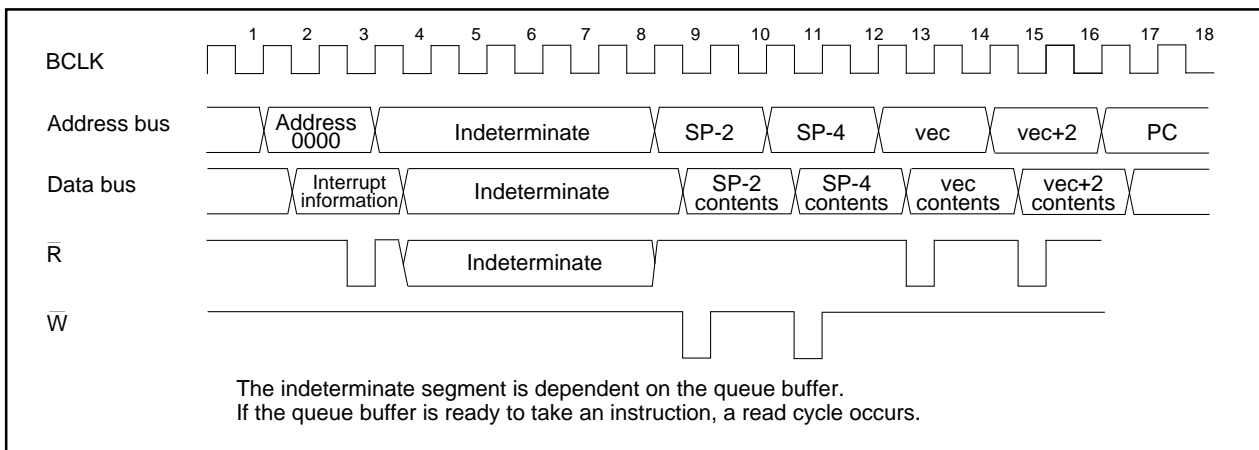 1 2 3 4 5 6 7 8 9 10 11 12 13 14 15 16 17 18
BCLK
Address bus
Address
0000
Indeterminate
SP-2
SP-4
vec
vec+2
PC
Data bus
Interrupt
information
Indeterminate
SP-2
contents
SP-4
contents
vec
contents
vec+2
contents
R
Indeterminate
W
The indeterminate segment is dependent on the queue buffer.
If the queue buffer is ready to take an instruction, a read cycle occurs.